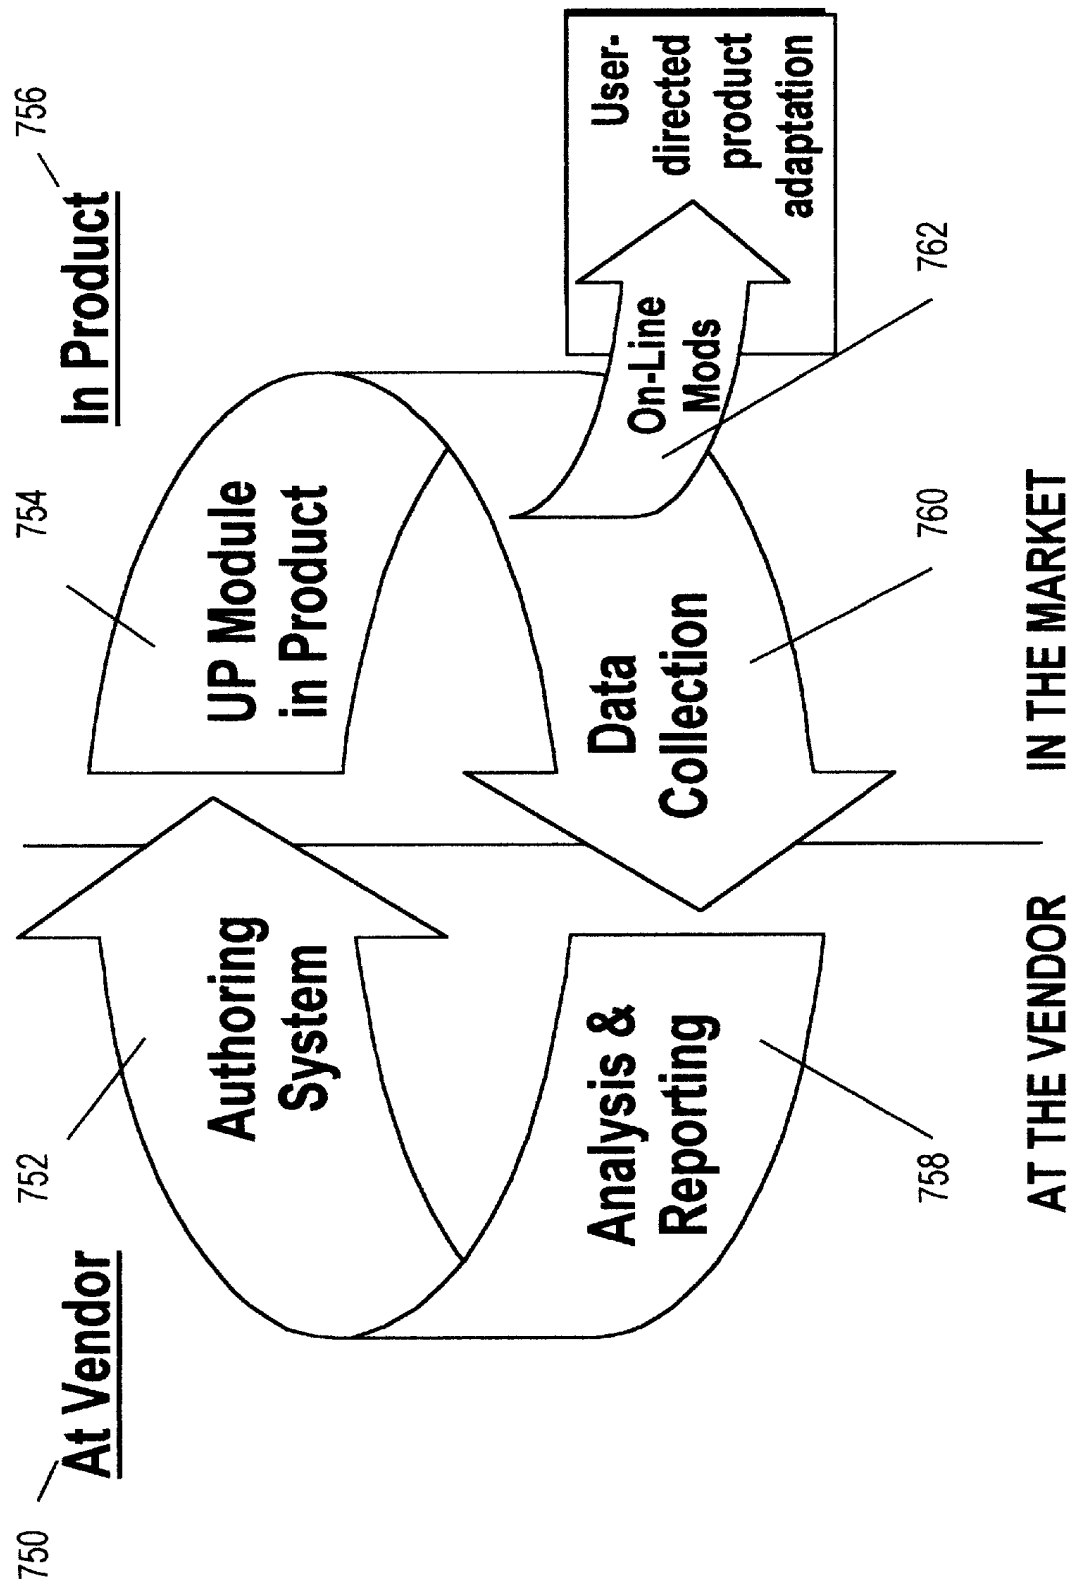 750
At Vendor
In Product
756
752
754
Authoring
System
UP Module
in Product
Analysis &
Reporting
Data
Collection
On-Line
Mods
User-
directed
product
adaptation
758
760
762
AT THE VENDOR
IN THE MARKET